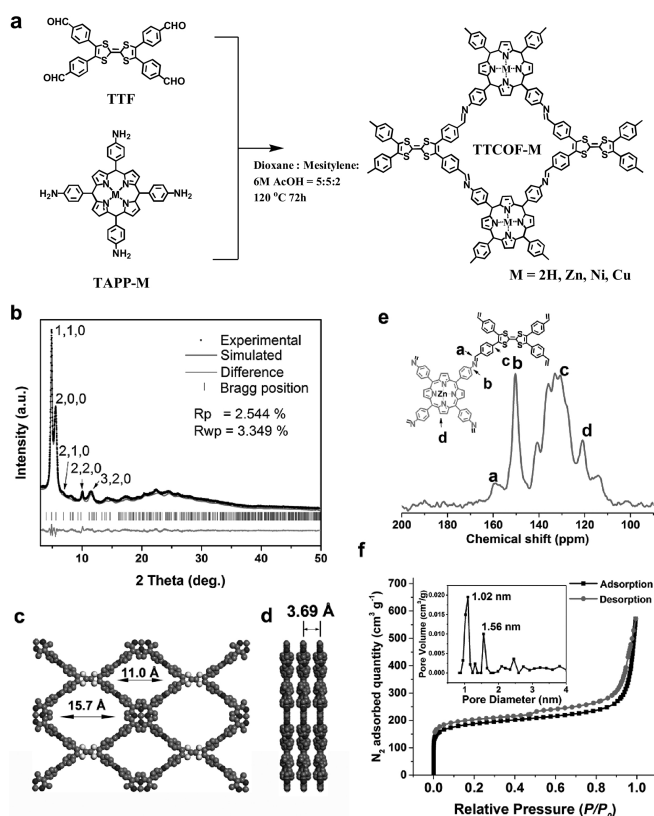 a
OHC
CHO
S
S
S
S
OHC
CHO
TTF
NH2
H2N
N
N
M
N
N
NH2
NH2
TAPP-M
Dioxane : Mesitylene:
6M AcOH = 5:5:2
120 °C 72h
TTCOF-M
M = 2H, Zn, Ni, Cu
b
1,1,0
2,0,0
2,1,0
2,2,0
3,2,0
Experimental
Simulated
Difference
Bragg position
Rp = 2.544 %
Rwp = 3.349 %
Intensity (a.u.)
10 20 30 40 50
2 Theta (deg.)
c
11.0 Å
15.7 Å
d
3.69 Å
e
a
b
c
d
Zn
a
b
c
d
200 180 160 140 120 100
Chemical shift (ppm)
f
Adsorption
Desorption
N2 adsorbed quantity (cm3 g-1)
700
600
500
400
300
200
100
0
0.0 0.2 0.4 0.6 0.8 1.0
Relative Pressure (P/P0)
Pore Volume (cm3/g)
0.020
0.015
0.010
0.005
0.000
1.02 nm
1.56 nm
1 2 3 4
Pore Diameter (nm)